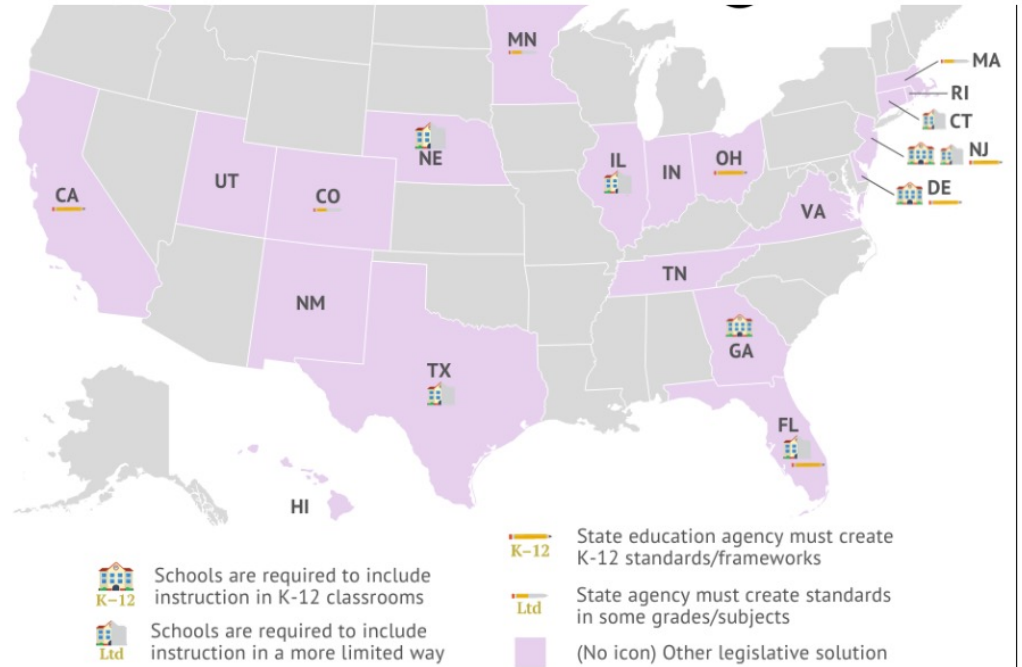 MN
MA
RI
CT
NE
NJ
IL
IN
OH
DE
CA
UT
CO
VA
TN
NM
GA
TX
FL
HI
K-12
Schools are required to include
instruction in K-12 classrooms
Ltd
Schools are required to include
instruction in a more limited way
K-12
State education agency must create
K-12 standards/frameworks
Ltd
State agency must create standards
in some grades/subjects
(No icon) Other legislative solution